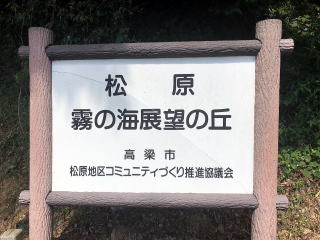 松原
霧の海展望の丘
高梁市
松原地区コミュニティづくり推進協議会